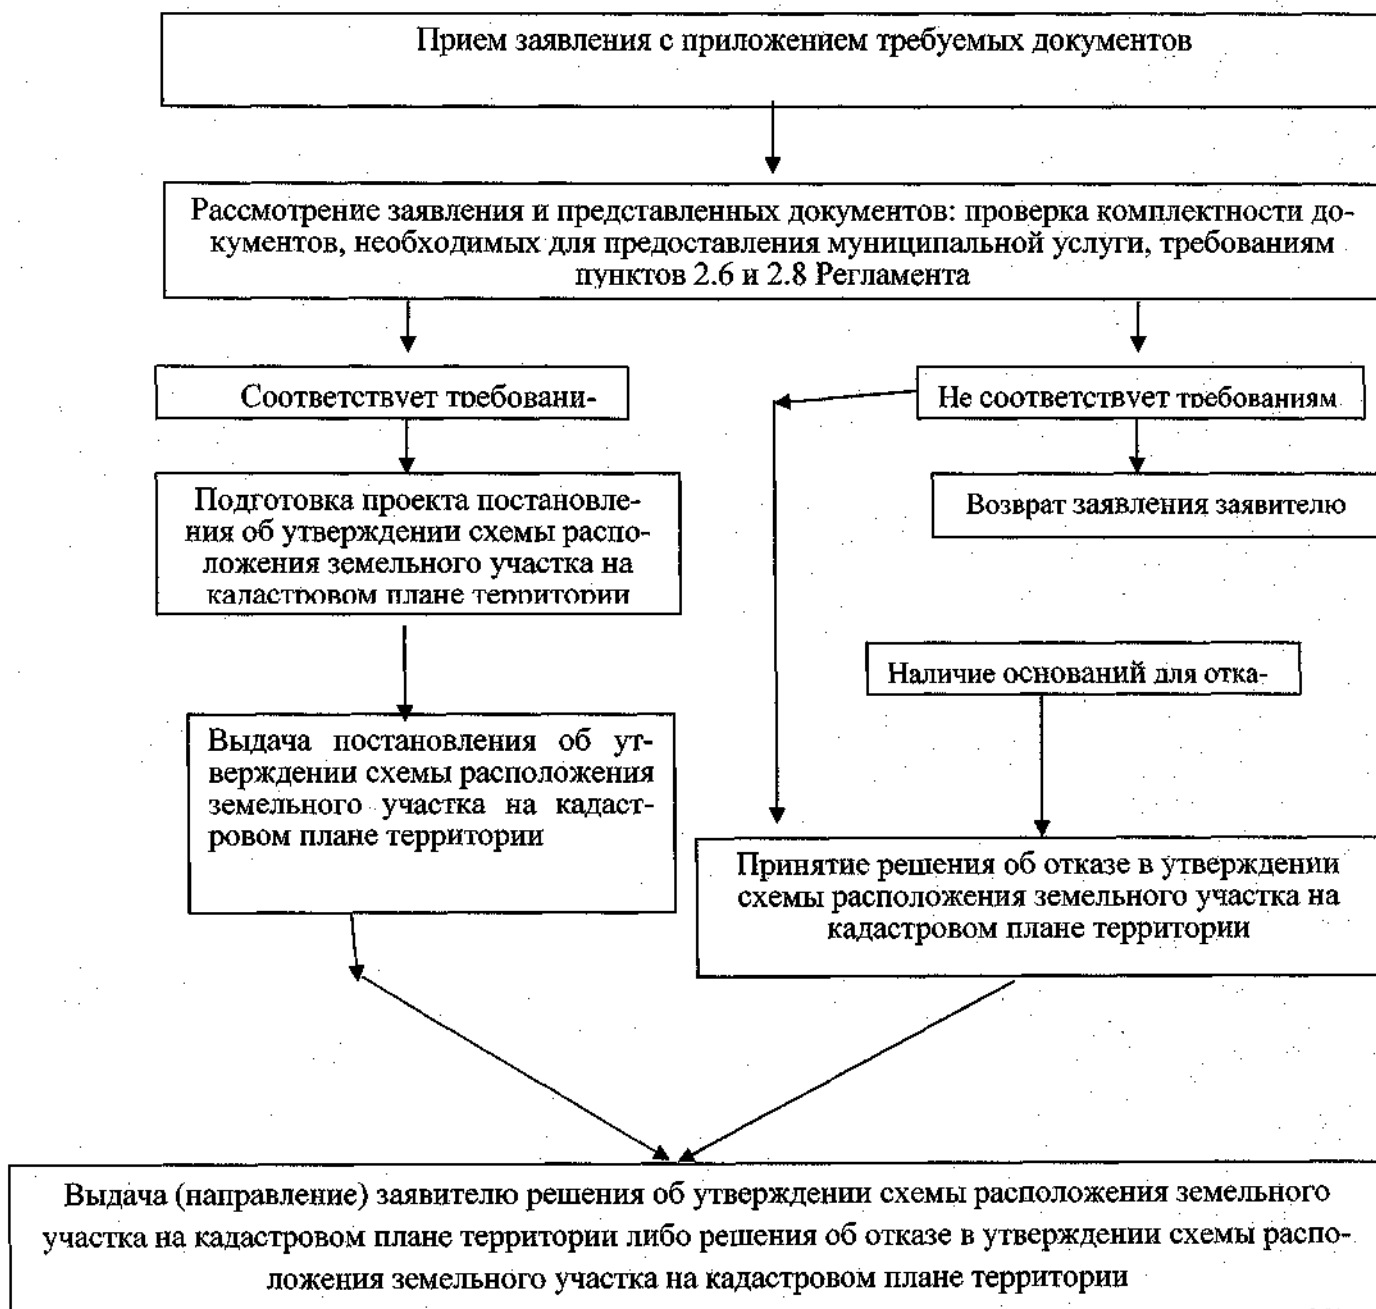 Прием заявления с приложением требуемых документов
Рассмотрение заявления и представленных документов: проверка комплектности до-
кументов, необходимых для предоставления муниципальной услуги, требованиям
пунктов 2.6 и 2.8 Регламента
Соответствует требовани-
Не соответствует требованиям
Подготовка проекта постановле-
ния об утверждении схемы распо-
ложения земельного участка на
кадастровом плане территории
Возврат заявления заявителю
Наличие оснований для отка-
Выдача постановления об ут-
верждении схемы расположения
земельного участка на кадаст-
ровом плане территории
Принятие решения об отказе в утверждении
схемы расположения земельного участка на
кадастровом плане территории
Выдача (направление) заявителю решения об утверждении схемы расположения земельного
участка на кадастровом плане территории либо решения об отказе в утверждении схемы распо-
ложения земельного участка на кадастровом плане территории